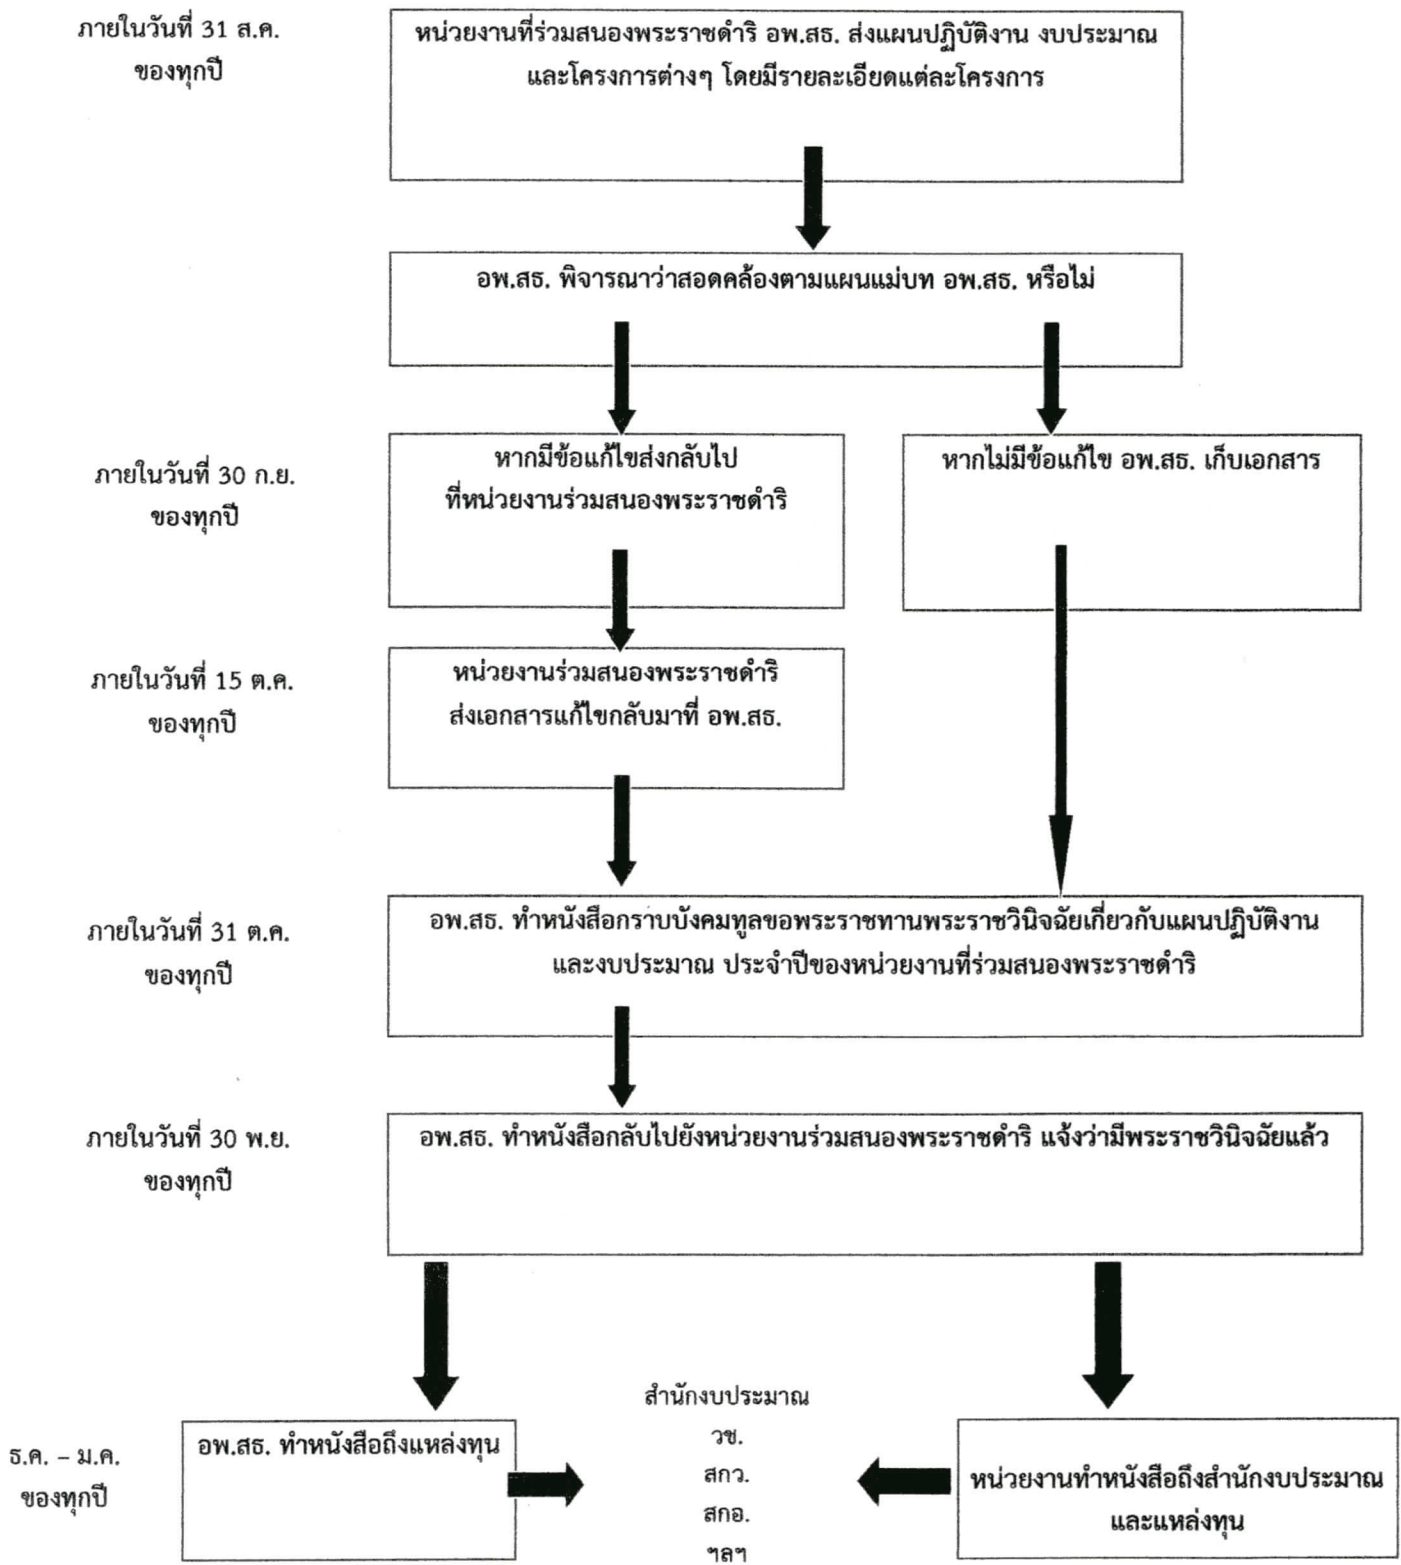 ภายในวันที่ 31 ส.ค.
ของทุกปี
หน่วยงานที่ร่วมสนองพระราชดำริ อพ.สธ. ส่งแผนปฏิบัติงาน งบประมาณ
และโครงการต่างๆ โดยมีรายละเอียดแต่ละโครงการ
อพ.สธ. พิจารณาว่าสอดคล้องตามแผนแม่บท อพ.สธ. หรือไม่
ภายในวันที่ 30 ก.ย.
ของทุกปี
หากมีข้อแก้ไขส่งกลับไป
ที่หน่วยงานร่วมสนองพระราชดำริ
หากไม่มีข้อแก้ไข อพ.สธ. เก็บเอกสาร
ภายในวันที่ 15 ต.ค.
ของทุกปี
หน่วยงานร่วมสนองพระราชดำริ
ส่งเอกสารแก้ไขกลับมาที่ อพ.สธ.
ภายในวันที่ 31 ต.ค.
ของทุกปี
อพ.สธ. ทำหนังสือกราบบังคมทูลขอพระราชทานพระราชวินิจฉัยเกี่ยวกับแผนปฏิบัติงาน
และงบประมาณ ประจำปีของหน่วยงานที่ร่วมสนองพระราชดำริ
ภายในวันที่ 30 พ.ย.
ของทุกปี
อพ.สธ. ทำหนังสือกลับไปยังหน่วยงานร่วมสนองพระราชดำริ แจ้งว่ามีพระราชวินิจฉัยแล้ว
ธ.ค. – ม.ค.
ของทุกปี
อพ.สธ. ทำหนังสือถึงแหล่งทุน
สำนักงบประมาณ
วช.
สกว.
สกอ.
ฯลฯ
หน่วยงานทำหนังสือถึงสำนักงบประมาณ
และแหล่งทุน